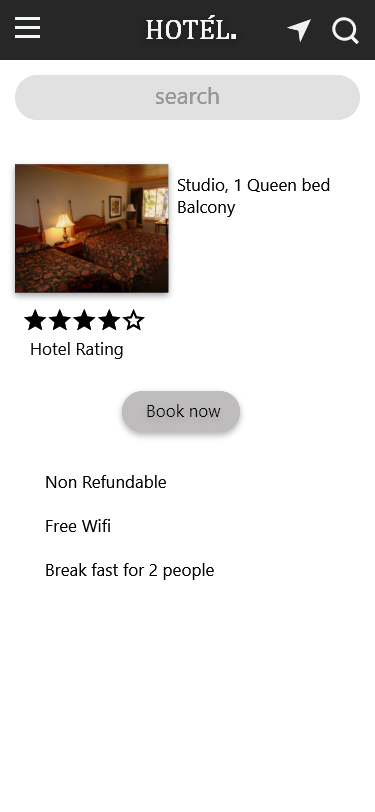 HOTÉL.
search
Studio, 1 Queen bed
Balcony
Hotel Rating
Book now
Non Refundable
Free Wifi
Break fast for 2 people